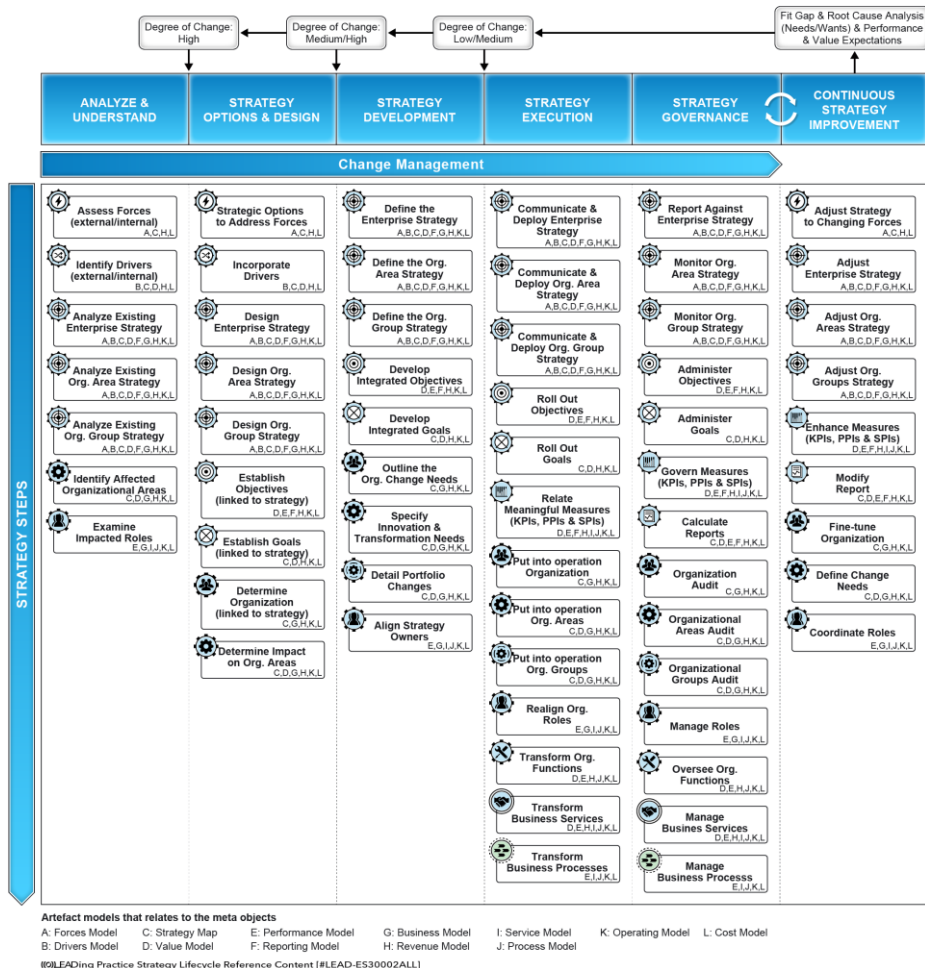 Degree of Change:
High
Degree of Change:
Medium/High
Degree of Change:
Low/Medium
Fit Gap & Root Cause Analysis
(Needs/Wants) & Performance
& Value Expectations
ANALYZE &
UNDERSTAND
STRATEGY
OPTIONS & DESIGN
STRATEGY
DEVELOPMENT
STRATEGY
EXECUTION
STRATEGY
GOVERNANCE
CONTINUOUS
STRATEGY
IMPROVEMENT
Change Management
STRATEGY STEPS
Assess Forces
(external/internal)
A,C,H,L
Identify Drivers
(external/internal)
B,C,D,H,L
Analyze Existing
Enterprise Strategy
A,B,C,D,F,G,H,K,L
Analyze Existing
Org. Area Strategy
A,B,C,D,F,G,H,K,L
Analyze Existing
Org. Group Strategy
A,B,C,D,F,G,H,K,L
Identify Affected
Organizational Areas
C,D,G,H,K,L
Examine
Impacted Roles
E,G,I,J,K,L
Strategic Options
to Address Forces
A,C,H,L
Incorporate
Drivers
B,C,D,H,L
Design
Enterprise Strategy
A,B,C,D,F,G,H,K,L
Design Org.
Area Strategy
A,B,C,D,F,G,H,K,L
Design Org.
Group Strategy
A,B,C,D,F,G,H,K,L
Establish
Objectives
(linked to strategy)
D,E,F,H,K,L
Establish Goals
(linked to strategy)
C,D,H,K,L
Determine
Organization
(linked to strategy)
C,G,H,K,L
Determine Impact
on Org. Areas
C,D,G,H,K,L
Define the
Enterprise Strategy
A,B,C,D,F,G,H,K,L
Define the Org.
Area Strategy
A,B,C,D,F,G,H,K,L
Define the Org.
Group Strategy
A,B,C,D,F,G,H,K,L
Develop
Integrated Objectives
D,E,F,H,K,L
Develop
Integrated Goals
C,D,H,K,L
Outline the
Org. Change Needs
C,G,H,K,L
Specify
Innovation &
Transformation Needs
C,D,G,H,K,L
Detail Portfolio
Changes
C,D,G,H,K,L
Align Strategy
Owners
E,G,I,J,K,L
Communicate &
Deploy Enterprise
Strategy
A,B,C,D,F,G,H,K,L
Communicate &
Deploy Org. Area
Strategy
A,B,C,D,F,G,H,K,L
Communicate &
Deploy Org. Group
Strategy
A,B,C,D,F,G,H,K,L
Roll Out
Objectives
D,E,F,H,K,L
Roll Out
Goals
C,D,H,K,L
Relate
Meaningful Measures
(KPIs, PPIs & SPIs)
D,E,F,H,I,J,K,L
Put into operation
Organization
C,G,H,K,L
Put into operation
Org. Areas
C,D,G,H,K,L
Put into operation
Org. Groups
C,D,G,H,K,L
Realign Org.
Roles
E,G,I,J,K,L
Transform Org.
Functions
D,E,H,J,K,L
Transform
Business Services
D,E,H,I,J,K,L
Transform
Business Processes
E,I,J,K,L
Report Against
Enterprise Strategy
A,B,C,D,F,G,H,K,L
Monitor Org.
Area Strategy
A,B,C,D,F,G,H,K,L
Monitor Org.
Group Strategy
A,B,C,D,F,G,H,K,L
Administer
Objectives
D,E,F,H,K,L
Administer
Goals
C,D,H,K,L
Govern Measures
(KPIs, PPIs & SPIs)
D,E,F,H,I,J,K,L
Calculate
Reports
C,D,E,F,H,K,L
Organization
Audit
C,G,H,K,L
Organizational
Areas Audit
C,D,G,H,K,L
Organizational
Groups Audit
C,D,G,H,K,L
Manage Roles
E,G,I,J,K,L
Oversee Org.
Functions
D,E,H,J,K,L
Manage
Busines Services
D,E,H,I,J,K,L
Manage
Business Processs
E,I,J,K,L
Adjust Strategy
to Changing Forces
A,C,H,L
Adjust
Enterprise Strategy
A,B,C,D,F,G,H,K,L
Adjust Org.
Areas Strategy
A,B,C,D,F,G,H,K,L
Adjust Org.
Groups Strategy
A,B,C,D,F,G,H,K,L
Enhance Measures
(KPIs, PPIs & SPIs)
D,E,F,H,I,J,K,L
Modify
Report
C,D,E,F,H,K,L
Fine-tune
Organization
C,G,H,K,L
Define Change
Needs
C,D,G,H,K,L
Coordinate Roles
E,G,I,J,K,L
Artefact models that relates to the meta objects
A: Forces Model C: Strategy Map E: Performance Model G: Business Model I: Service Model K: Operating Model L: Cost Model
B: Drivers Model D: Value Model F: Reporting Model H: Revenue Model J: Process Model
LEADing Practice Strategy Lifecycle Reference Content [#LEAD-ES30002ALL]